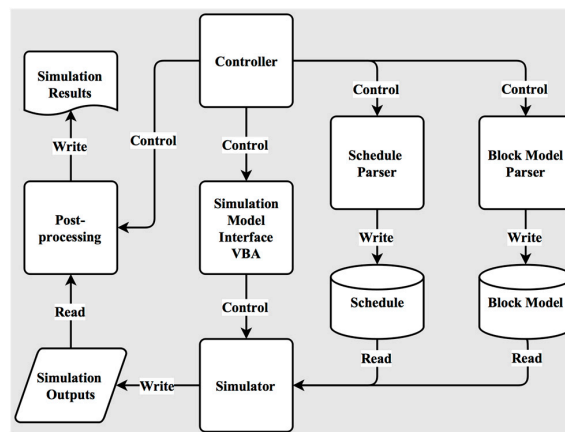 Simulation
Results
Controller
Control
Control
Control
Write
Control
Schedule
Parser
Block Model
Parser
Post-
processing
Simulation
Model
Interface
VBA
Write
Write
Control
Schedule
Block Model
Read
Read
Read
Simulation
Outputs
Write
Simulator